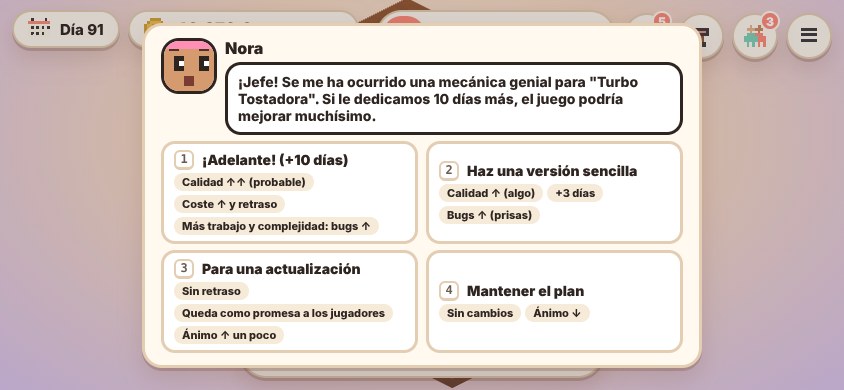 Día 91
5
3
Nora
¡Jefe! Se me ha ocurrido una mecánica genial para "Turbo
Tostadora". Si le dedicamos 10 días más, el juego podría
mejorar muchísimo.
1 ¡Adelante! (+10 días)
Calidad ↑↑ (probable)
Coste ↑ y retraso
Más trabajo y complejidad: bugs ↑
2 Haz una versión sencilla
Calidad ↑ (algo) +3 días
Bugs ↑ (prisas)
3 Para una actualización
Sin retraso
Queda como promesa a los jugadores
Ánimo ↑ un poco
4 Mantener el plan
Sin cambios Ánimo ↓